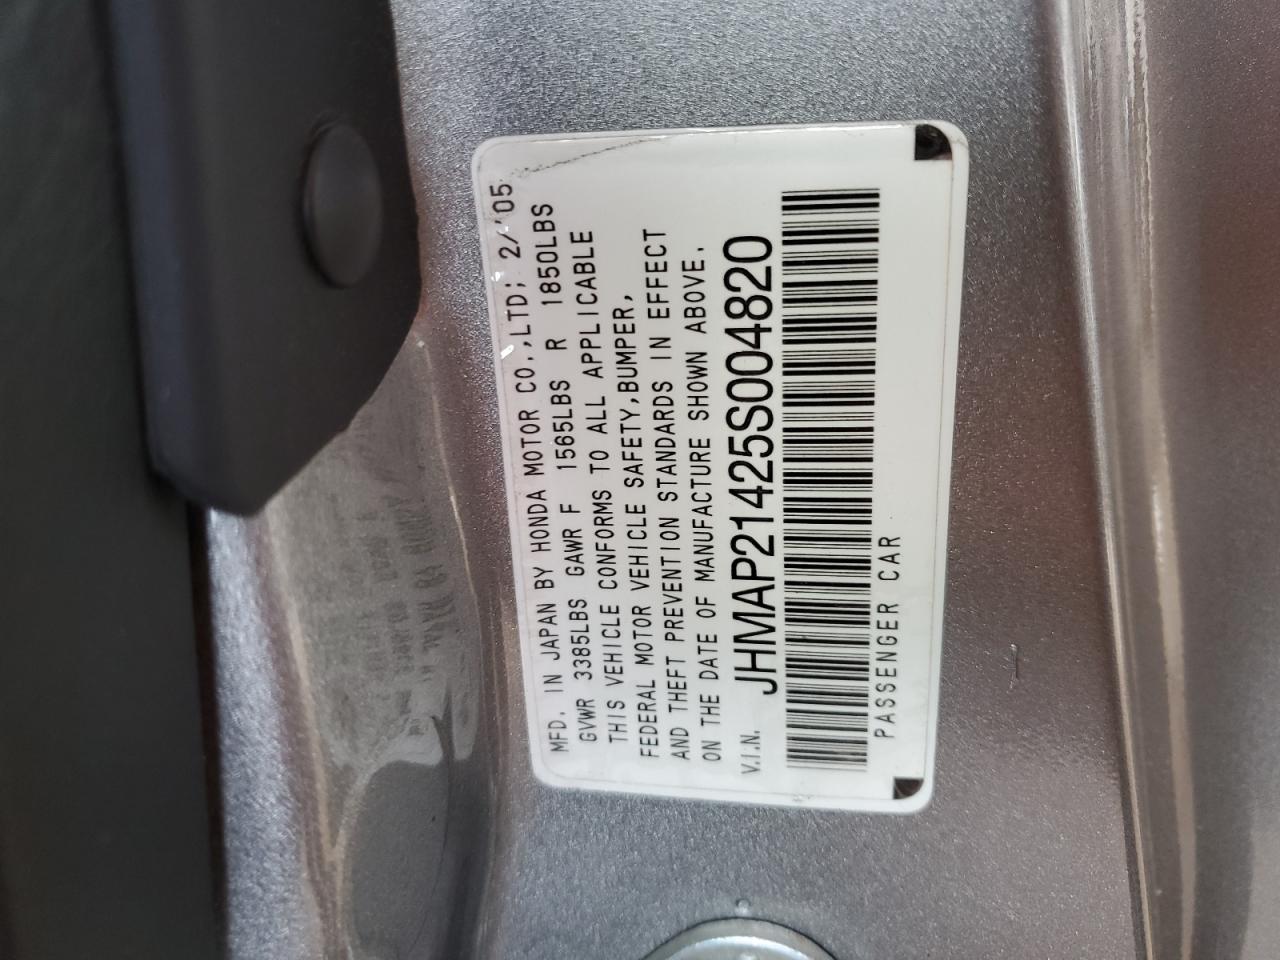 MFD. IN JAPAN BY HONDA MOTOR CO.,LTD; 2/'05
GVWR 3385LBS GAWR F 1565LBS R 1850LBS
THIS VEHICLE CONFORMS TO ALL APPLICABLE
FEDERAL MOTOR VEHICLE SAFETY,BUMPER,
AND THEFT PREVENTION STANDARDS IN EFFECT
ON THE DATE OF MANUFACTURE SHOWN ABOVE.
V.I.N. JHMAP21425S004820
PASSENGER CAR